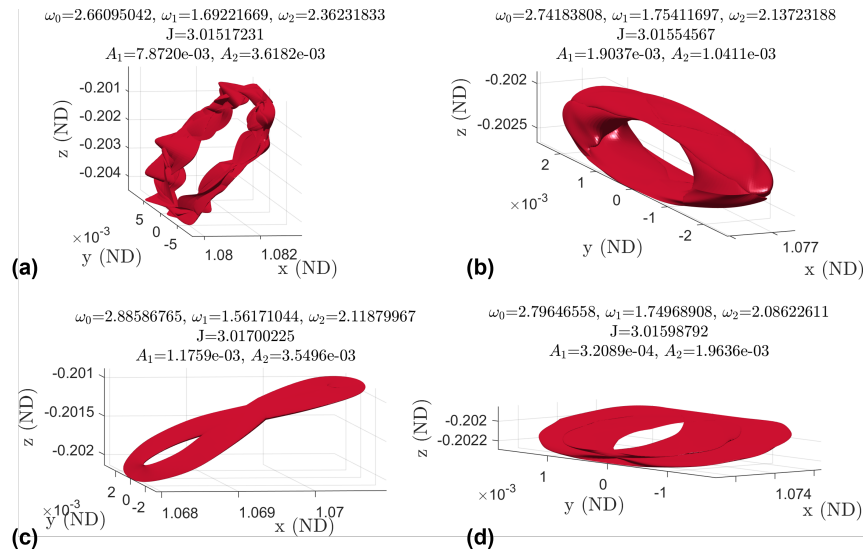 ω₀=2.66095042, ω₁=1.69221669, ω₂=2.36231833
J=3.01517231
A₁=7.8720e-03, A₂=3.6182e-03
-0.201
-0.202
-0.203
-0.204
z (ND)
5
0
-5
×10⁻³
y (ND)
1.08
1.082
x (ND)
(a)
ω₀=2.74183808, ω₁=1.75411697, ω₂=2.13723188
J=3.01554567
A₁=1.9037e-03, A₂=1.0411e-03
-0.202
-0.2025
z (ND)
2
1
0
-1
-2
×10⁻³
y (ND)
1.077
x (ND)
(b)
ω₀=2.88586765, ω₁=1.56171044, ω₂=2.11879967
J=3.01700225
A₁=1.1759e-03, A₂=3.5496e-03
-0.201
-0.2015
-0.202
z (ND)
2
0
-2
×10⁻³
y (ND)
1.068
1.069
1.07
x (ND)
(c)
ω₀=2.79646558, ω₁=1.74968908, ω₂=2.08622611
J=3.01598792
A₁=3.2089e-04, A₂=1.9636e-03
-0.202
-0.2022
z (ND)
1
0
-1
×10⁻³
y (ND)
1.074
x (ND)
(d)